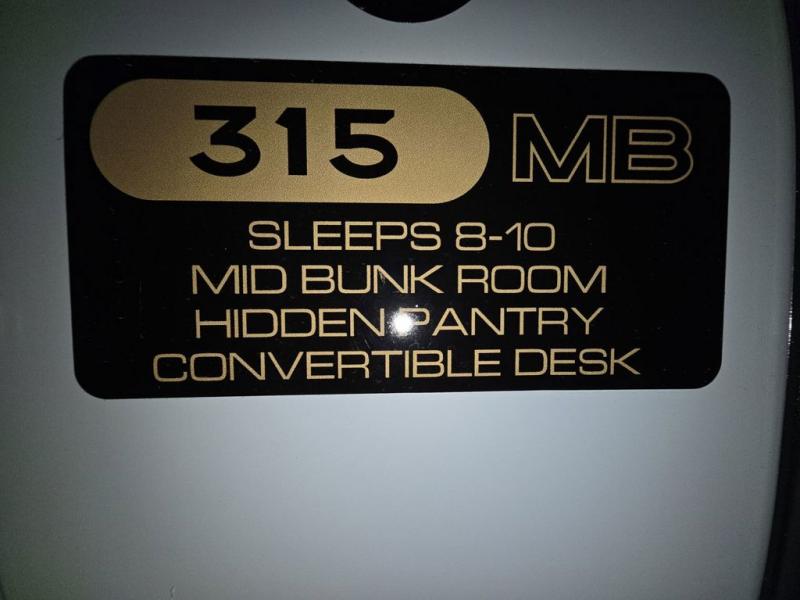 315 MB
SLEEPS 8-10
MID BUNK ROOM
HIDDEN PANTRY
CONVERTIBLE DESK